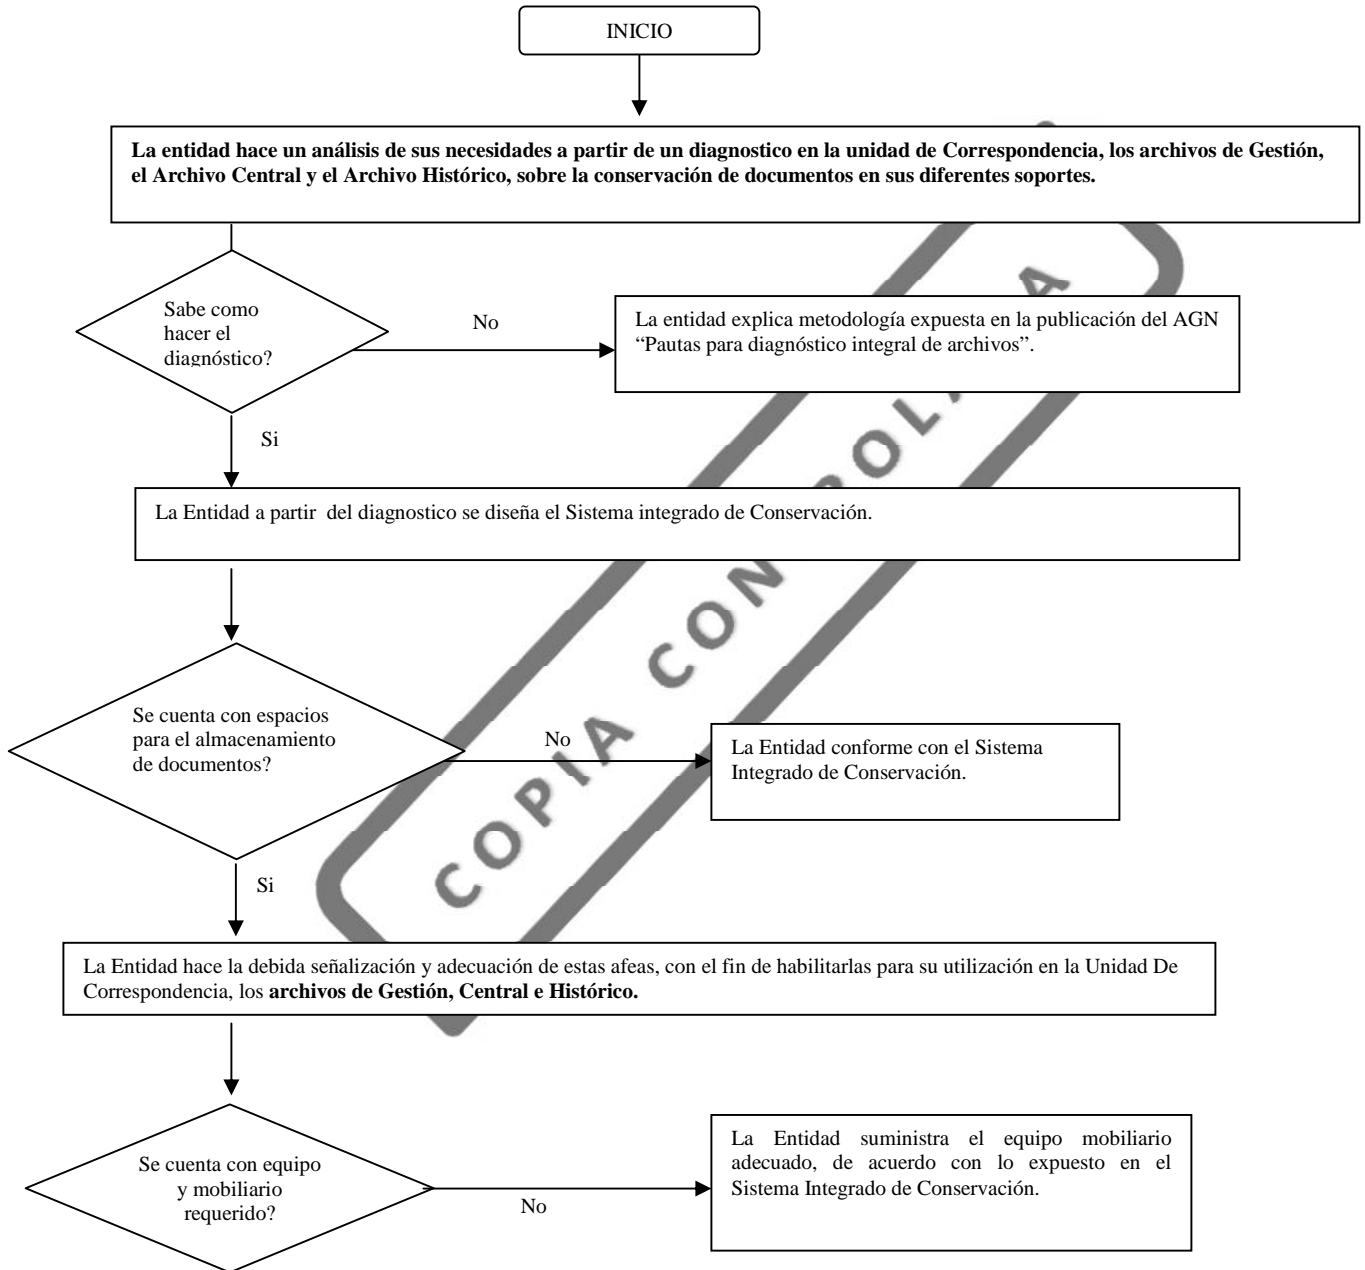 INICIO
La entidad hace un análisis de sus necesidades a partir de un diagnostico en la unidad de Correspondencia, los archivos de Gestión,
el Archivo Central y el Archivo Histórico, sobre la conservación de documentos en sus diferentes soportes.
Sabe como
hacer el
diagnóstico?
No
La entidad explica metodología expuesta en la publicación del AGN
“Pautas para diagnóstico integral de archivos”.
Si
La Entidad a partir del diagnostico se diseña el Sistema integrado de Conservación.
Se cuenta con espacios
para el almacenamiento
de documentos?
No
La Entidad conforme con el Sistema
Integrado de Conservación.
Si
La Entidad hace la debida señalización y adecuación de estas afeas, con el fin de habilitarlas para su utilización en la Unidad De
Correspondencia, los archivos de Gestión, Central e Histórico.
Se cuenta con equipo
y mobiliario
requerido?
No
La Entidad suministra el equipo mobiliario
adecuado, de acuerdo con lo expuesto en el
Sistema Integrado de Conservación.
COPIA